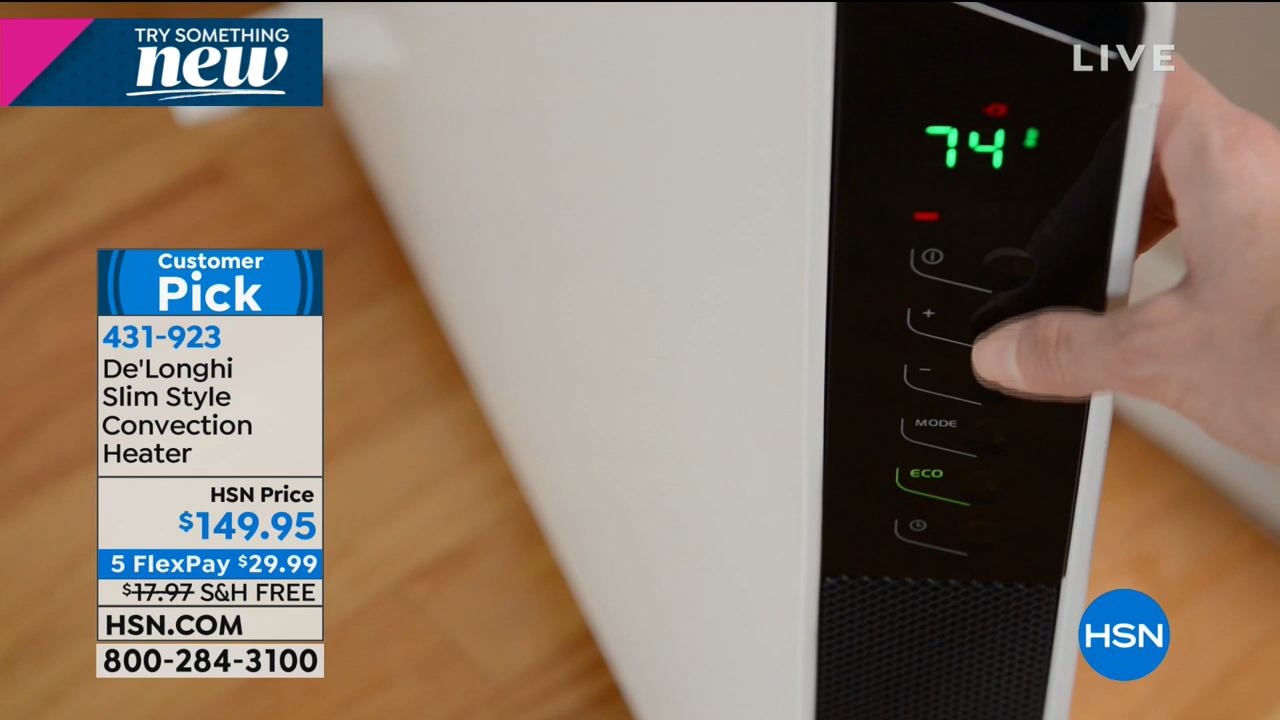 TRY SOMETHING
new
LIVE
74°
+
-
MODE
ECO
Customer
Pick
431-923
De'Longhi
Slim Style
Convection
Heater
HSN Price
$149.95
5 FlexPay $29.99
$17.97 S&H FREE
HSN.COM
800-284-3100
HSN